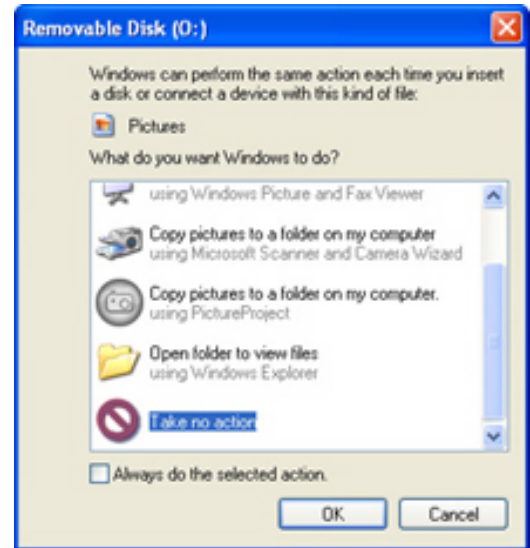 Removable Disk (O:)
Windows can perform the same action each time you insert
a disk or connect a device with this kind of file:
Pictures
What do you want Windows to do?
using Windows Picture and Fax Viewer
Copy pictures to a folder on my computer
using Microsoft Scanner and Camera Wizard
Copy pictures to a folder on my computer.
using PictureProject
Open folder to view files
using Windows Explorer
Take no action
Always do the selected action.
OK
Cancel